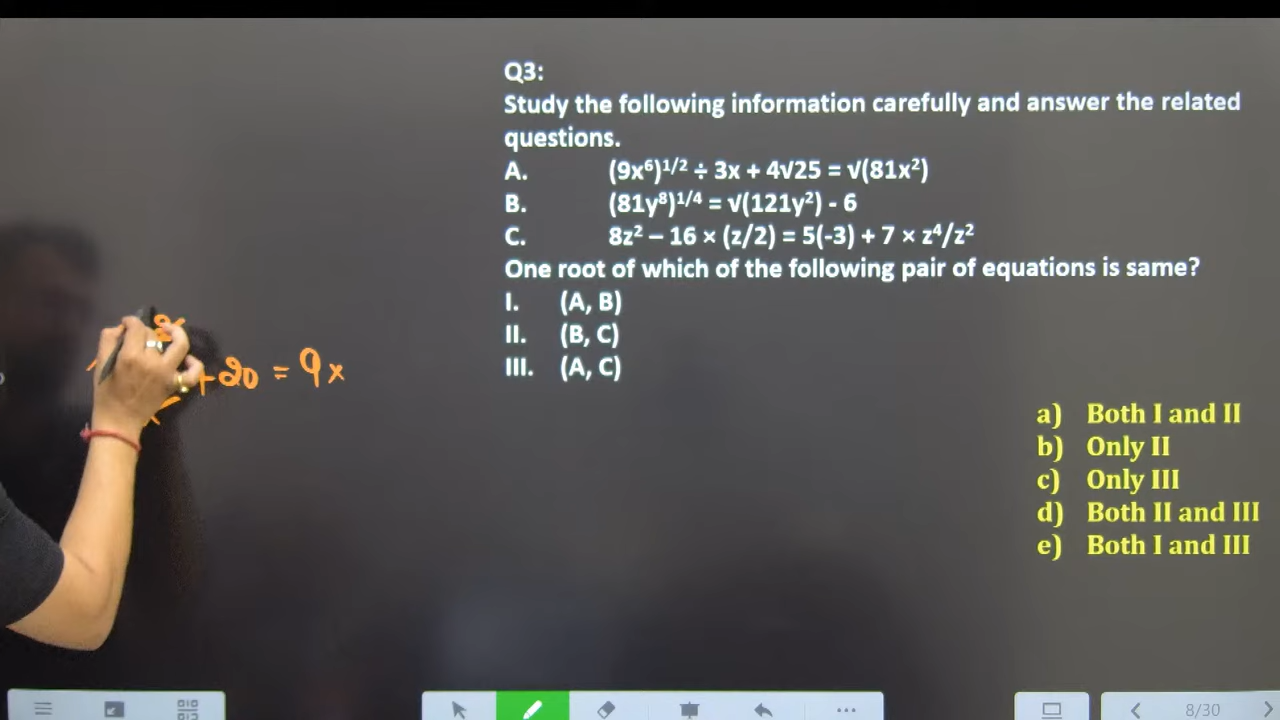 Q3:
Study the following information carefully and answer the related
questions.
A. (9x⁶)¹/² ÷ 3x + 4√25 = √(81x²)
B. (81y⁸)¹/⁴ = √(121y²) - 6
C. 8z² – 16 × (z/2) = 5(-3) + 7 × z⁴/z²
One root of which of the following pair of equations is same?
I. (A, B)
II. (B, C)
III. (A, C)
+20 = 9x
a) Both I and II
b) Only II
c) Only III
d) Both II and III
e) Both I and III
8/30